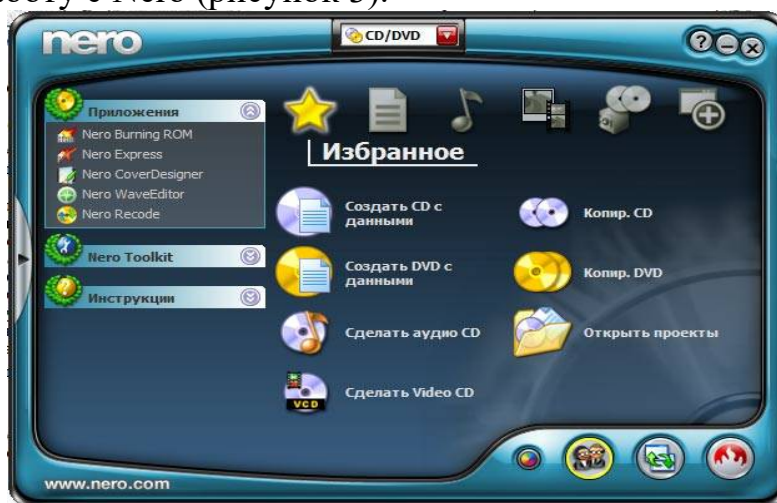 с Nero (рисунок 3).
nero
CD/DVD
Приложения
Nero Burning ROM
Nero Express
Nero CoverDesigner
Nero WaveEditor
Nero Recode
Nero Toolkit
Инструкции
Избранное
Создать CD с
данными
Копир. CD
Создать DVD с
данными
Копир. DVD
Сделать аудио CD
Открыть проекты
VCD
Сделать Video CD
www.nero.com